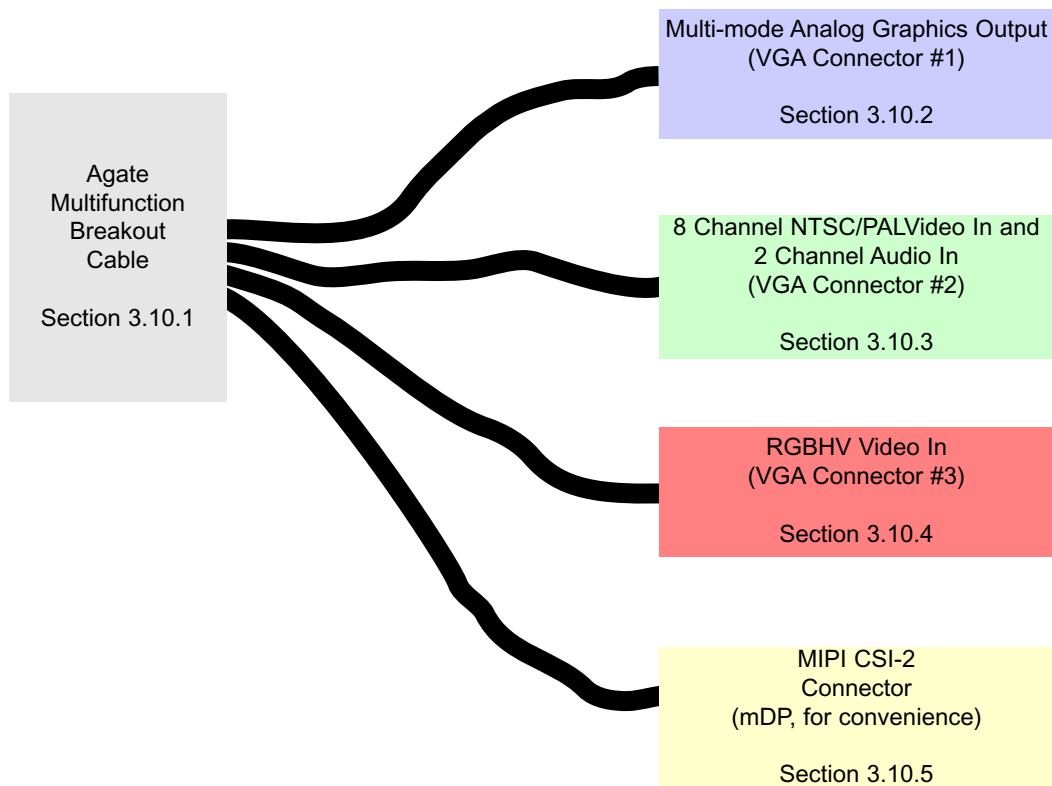 Agate
Multifunction
Breakout
Cable
Section 3.10.1
Multi-mode Analog Graphics Output
(VGA Connector #1)
Section 3.10.2
8 Channel NTSC/PALVideo In and
2 Channel Audio In
(VGA Connector #2)
Section 3.10.3
RGBHV Video In
(VGA Connector #3)
Section 3.10.4
MIPI CSI-2
Connector
(mDP, for convenience)
Section 3.10.5